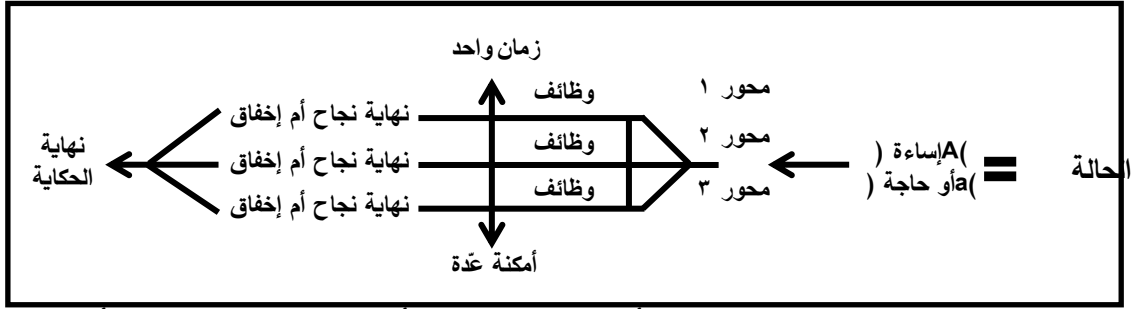 الحالة
إساءة (A(
أو حاجة (a(
محور ١
محور ٢
محور ٣
زمان واحد
وظائف
وظائف
وظائف
أمكنة عّدة
نهاية نجاح أم إخفاق
نهاية نجاح أم إخفاق
نهاية نجاح أم إخفاق
نهاية
الحكاية